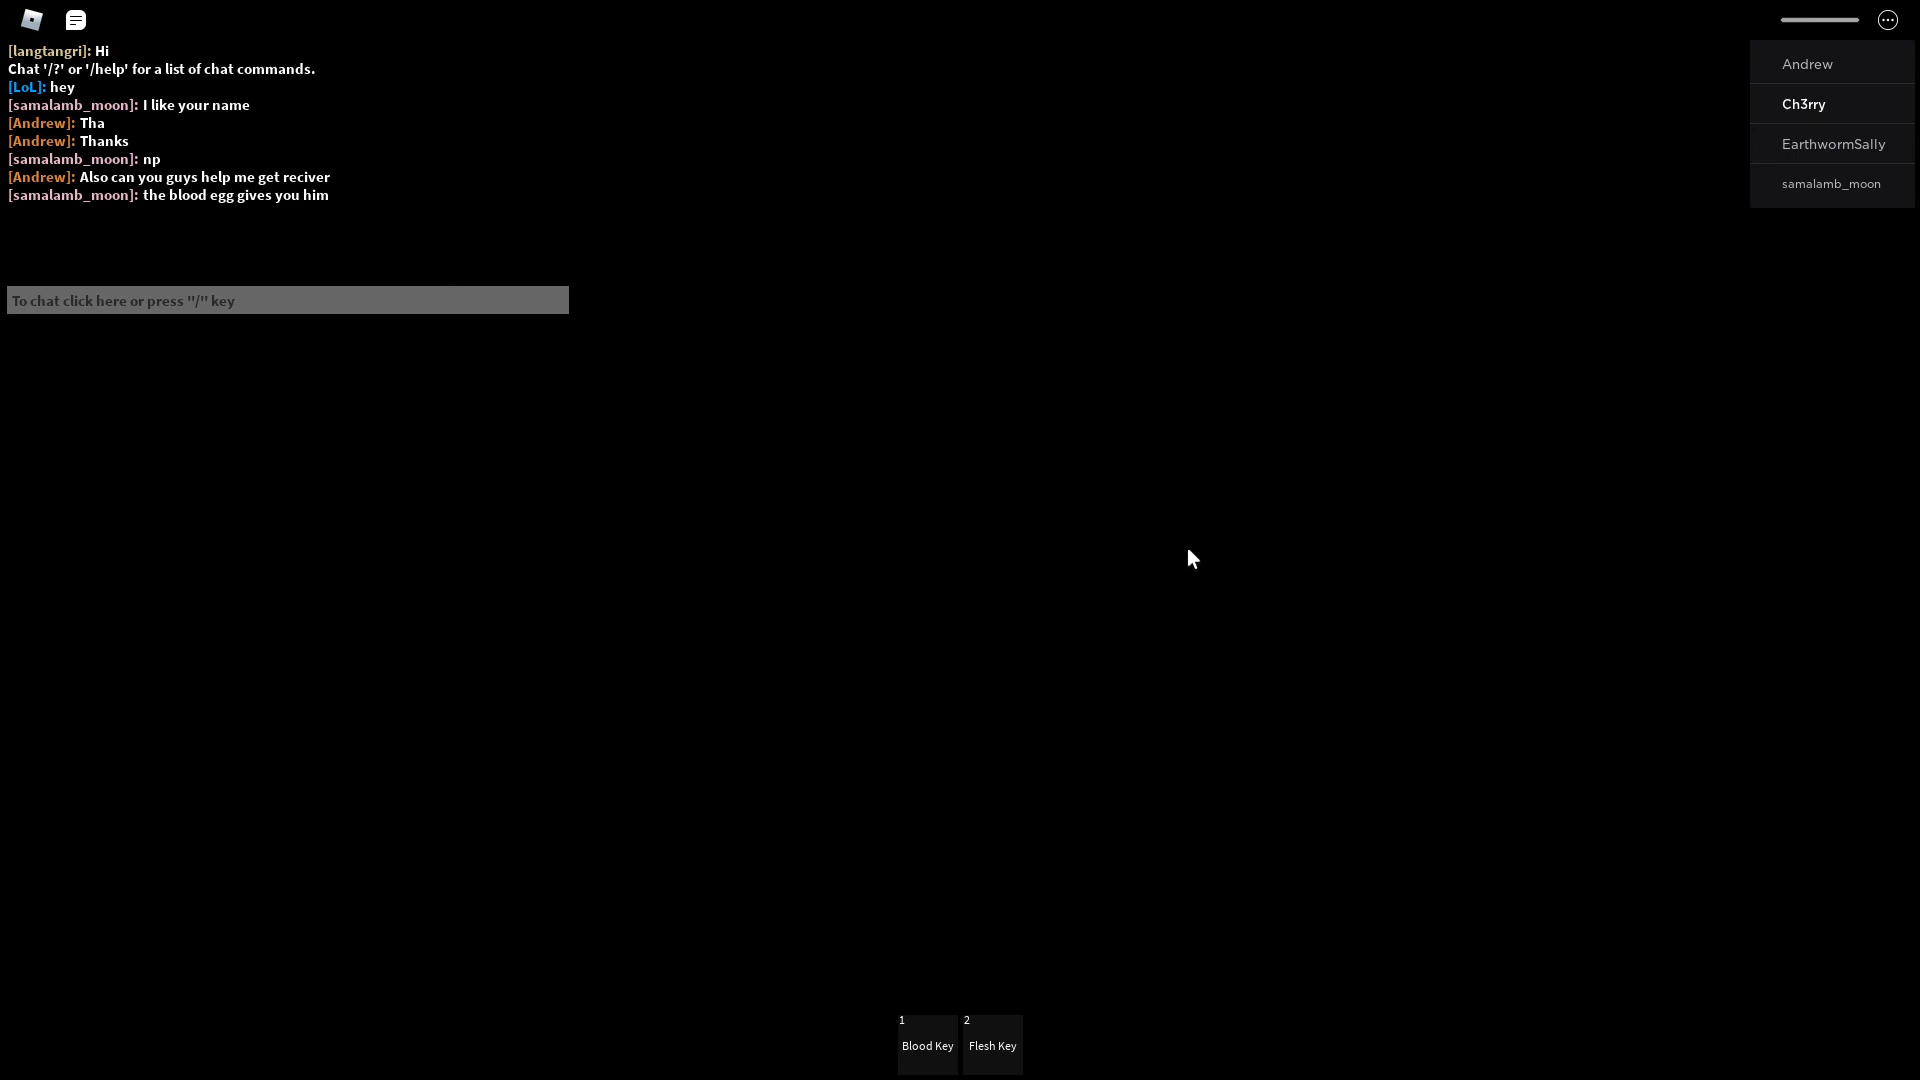 [langtangri]: Hi
Chat '/?' or '/help' for a list of chat commands.
[LoL]: hey
[samalamb_moon]: I like your name
[Andrew]: Tha
[Andrew]: Thanks
[samalamb_moon]: np
[Andrew]: Also can you guys help me get reciver
[samalamb_moon]: the blood egg gives you him
To chat click here or press "/" key
Andrew
Ch3rry
EarthwormSally
samalamb_moon
1 2
Blood Key Flesh Key